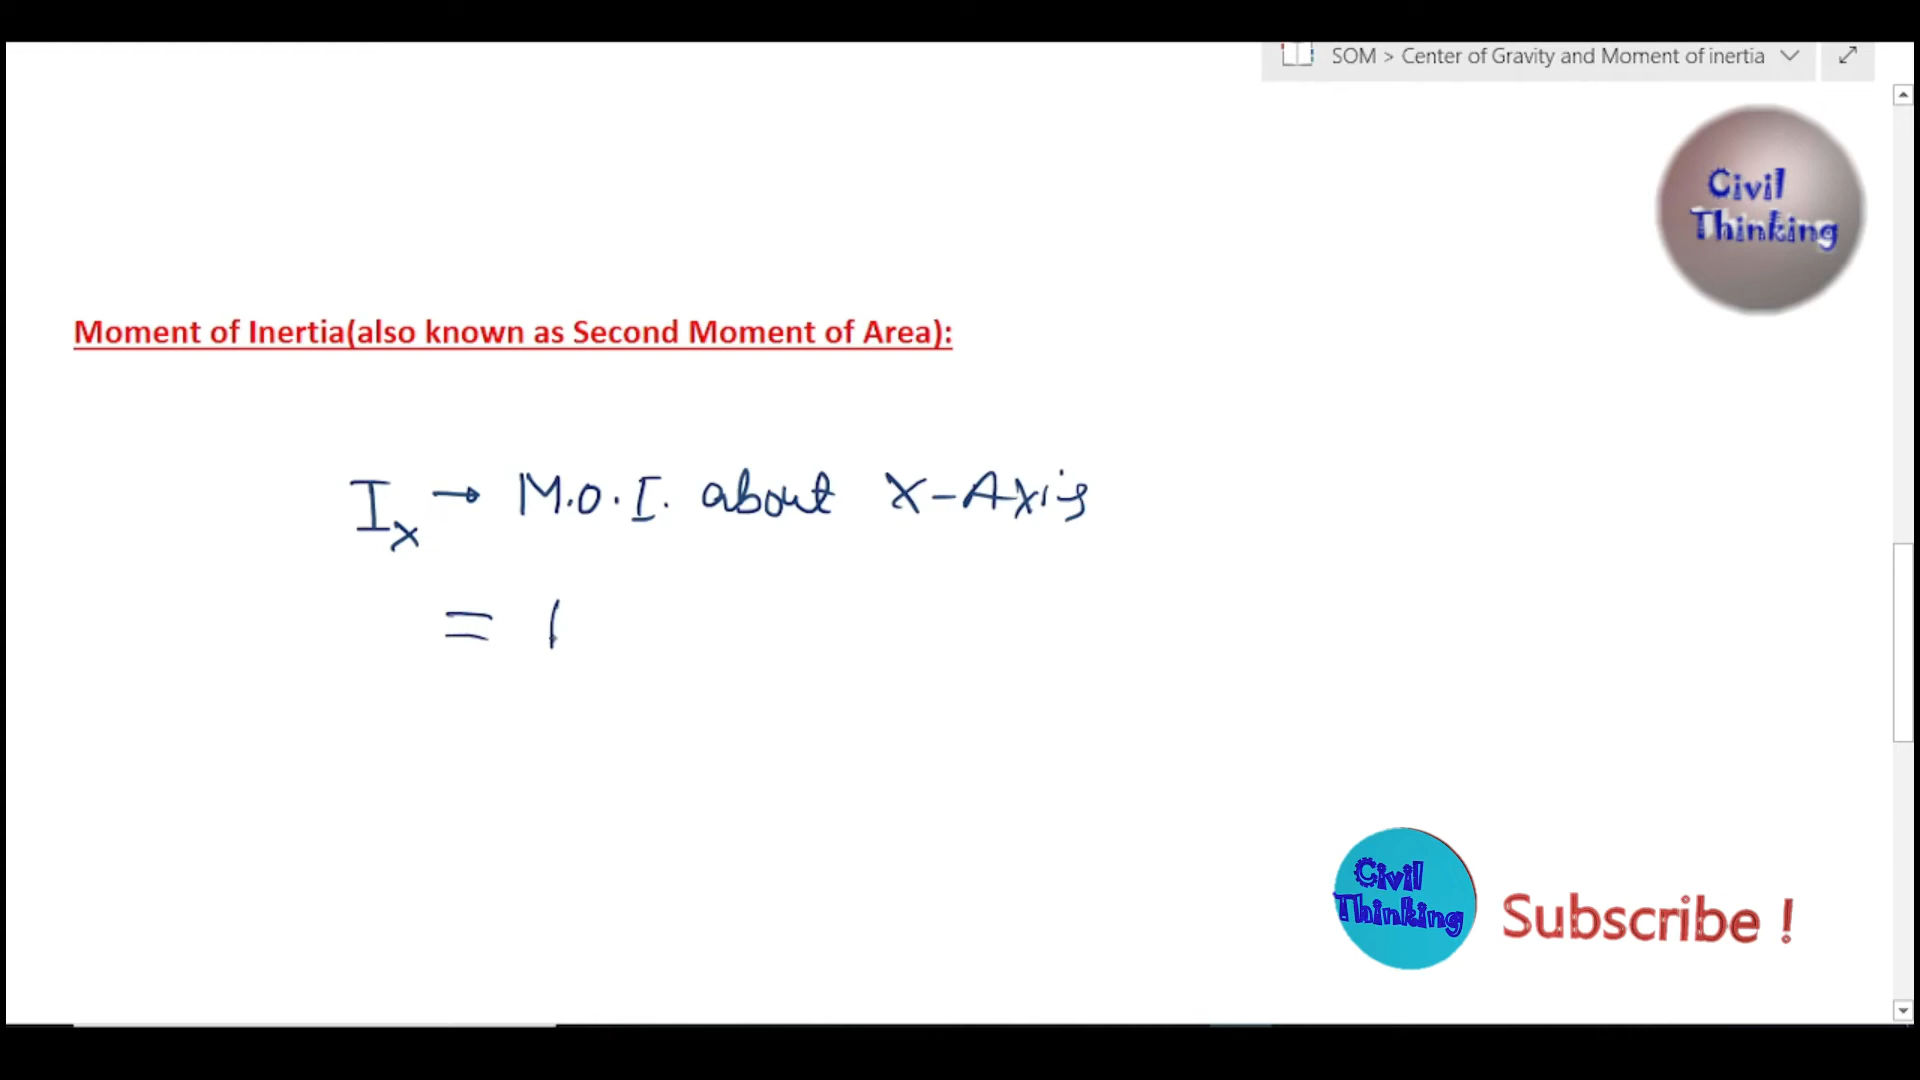 SOM > Center of Gravity and Moment of inertia
Civil
Thinking
Moment of Inertia(also known as Second Moment of Area):
Ix → M.O.I. about X-Axis
=
Civil
Thinking
Subscribe !